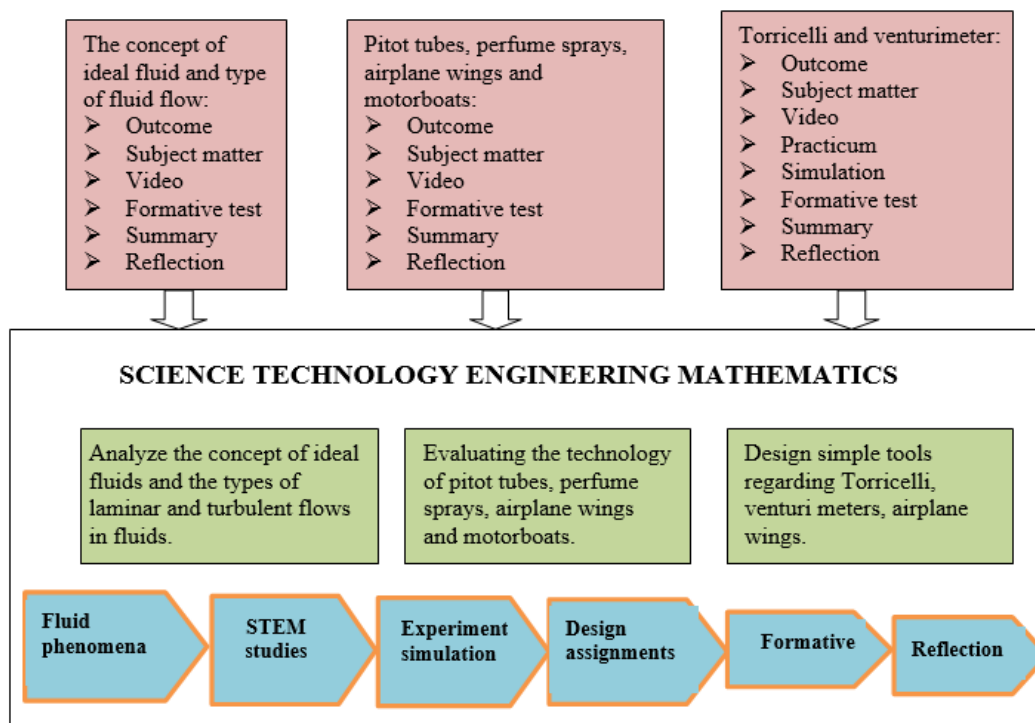 The concept of
ideal fluid and type
of fluid flow:
➢ Outcome
➢ Subject matter
➢ Video
➢ Formative test
➢ Summary
➢ Reflection
Pitot tubes, perfume sprays,
airplane wings and
motorboats:
➢ Outcome
➢ Subject matter
➢ Video
➢ Formative test
➢ Summary
➢ Reflection
Torricelli and venturimeter:
➢ Outcome
➢ Subject matter
➢ Video
➢ Practicum
➢ Simulation
➢ Formative test
➢ Summary
➢ Reflection
SCIENCE TECHNOLOGY ENGINEERING MATHEMATICS
Analyze the concept of ideal
fluids and the types of
laminar and turbulent flows
in fluids.
Evaluating the technology
of pitot tubes, perfume
sprays, airplane wings
and motorboats.
Design simple tools
regarding Torricelli,
venturi meters, airplane
wings.
Fluid
phenomena
STEM
studies
Experiment
simulation
Design
assignments
Formative
Reflection